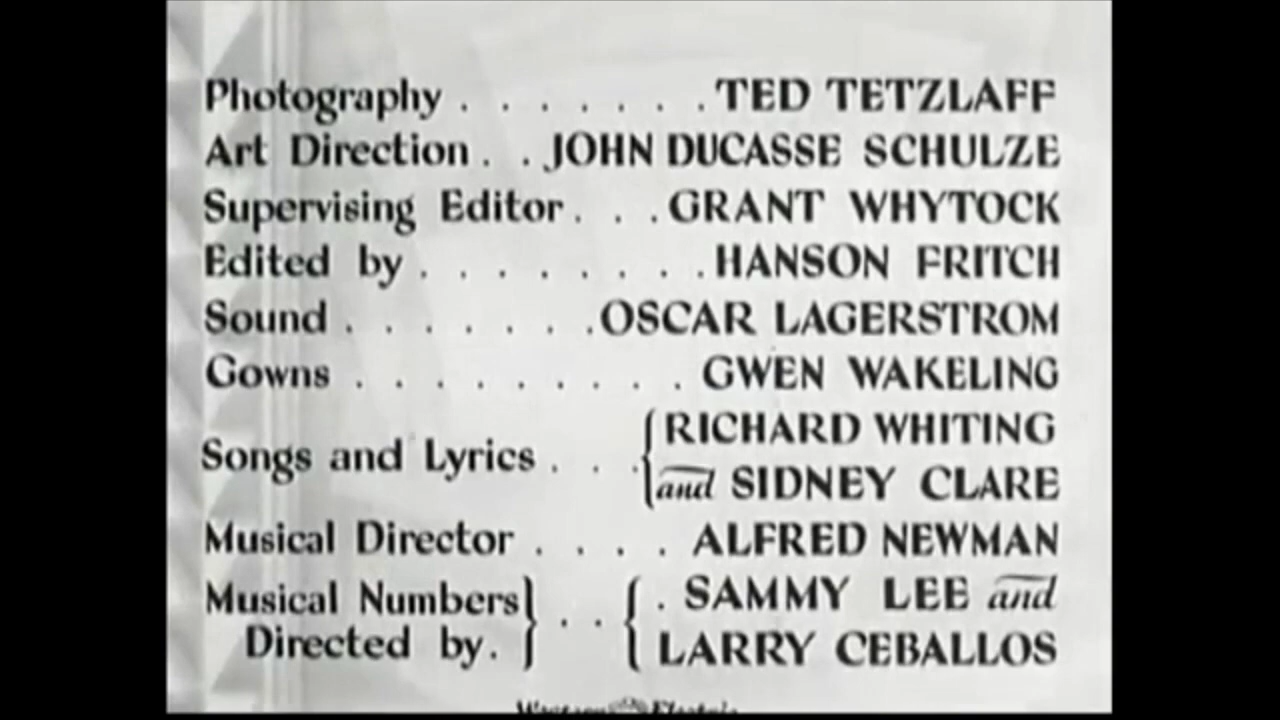 Photography . . . . . . . TED TETZLAFF
Art Direction . . JOHN DUCASSE SCHULZE
Supervising Editor . . . GRANT WHYTOCK
Edited by . . . . . . . . HANSON FRITCH
Sound . . . . . . . OSCAR LAGERSTROM
Gowns . . . . . . . . . GWEN WAKELING
Songs and Lyrics . . . { RICHARD WHITING
and SIDNEY CLARE
Musical Director . . . . ALFRED NEWMAN
Musical Numbers } . . { . SAMMY LEE and
Directed by. LARRY CEBALLOS